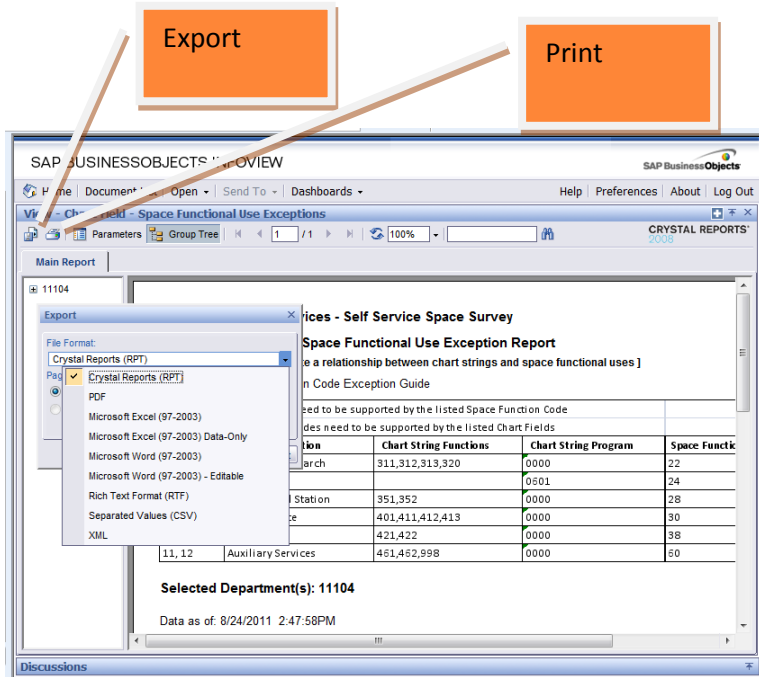 Export
Print
SAP BUSINESSOBJECTS INFOVIEW
SAP BusinessObjects
Home Document List Open Send To Dashboards Help Preferences About Log Out
View - Chart Field - Space Functional Use Exceptions
Parameters Group Tree 1 / 1 100%
CRYSTAL REPORTS®
2008
Main Report
11104
Export X
File Format:
Crystal Reports (RPT)
Pag
Crystal Reports (RPT)
PDF
Microsoft Excel (97-2003)
Microsoft Excel (97-2003) Data-Only
Microsoft Word (97-2003)
Microsoft Word (97-2003) - Editable
Rich Text Format (RTF)
Separated Values (CSV)
XML
ices - Self Service Space Survey
Space Functional Use Exception Report
e a relationship between chart strings and space functional uses ]
n Code Exception Guide
eed to be supported by the listed Space Function Code
des need to be supported by the listed Chart Fields
tion Chart String Functions Chart String Program Space Functic
arch 311,312,313,320 0000 22
0601 24
l Station 351,352 0000 28
e 401,411,412,413 0000 30
421,422 0000 38
11, 12 Auxiliary Services 461,462,998 0000 60
Selected Department(s): 11104
Data as of: 8/24/2011 2:47:58PM
Discussions